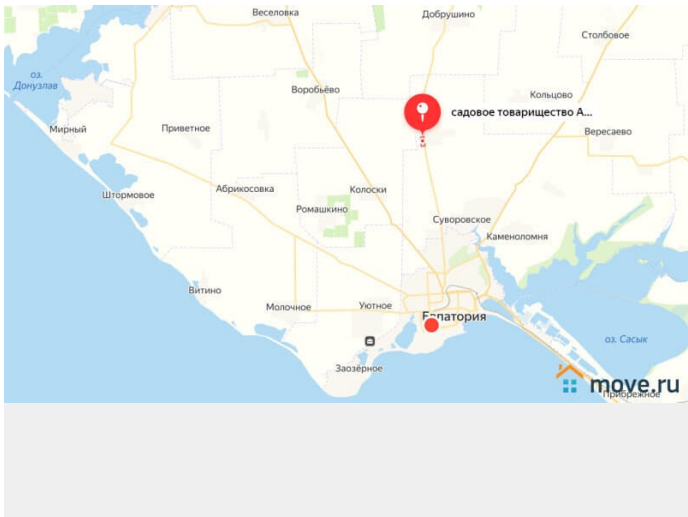 Веселовка
Добрушино
Столбовое
оз.
Донузлав
Воробьёво
Кольцово
садовое товарищество А...
Мирный
Приветное
Вересаево
Абрикосовка
Колоски
Штормовое
Ромашкино
Суворовское
Каменоломня
Витино
Молочное
Уютное
Евпатория
оз. Сасык
Заозёрное
move.ru
Прибрежное